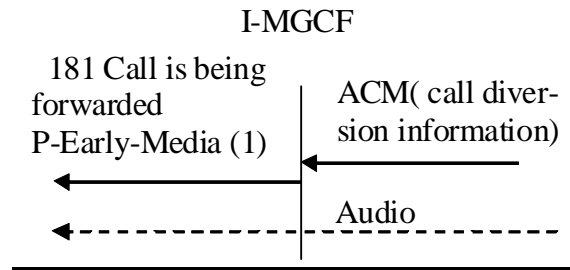 I-MGCF
181 Call is being
forwarded
P-Early-Media (1)
ACM( call diver-
sion information)
Audio